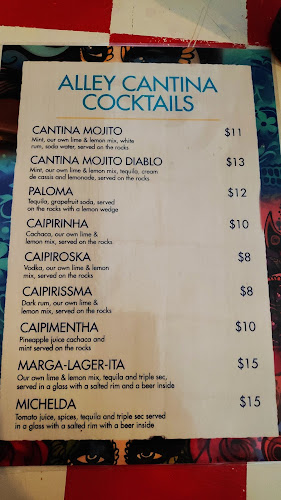 ALLEY CANTINA
COCKTAILS
CANTINA MOJITO $11
Mint, our own lime & lemon mix, white
rum, soda water, served on the rocks
CANTINA MOJITO DIABLO $13
Mint, our own lime & lemon mix, tequila, cream
de cassis and lemonade, served on the rocks.
PALOMA $12
Tequila, grapefruit soda, served
on the rocks with a lemon wedge
CAIPIRINHA $10
Cachaca, our own lime &
lemon mix, served on the rocks
CAIPIROSKA $8
Vodka, our own lime & lemon
mix, served on the rocks
CAIPIRISSMA $8
Dark rum, our own lime &
lemon mix, served on the rocks
CAIPIMENTHA $10
Pineapple juice cachaca and
mint served on the rocks
MARGA-LAGER-ITA $15
Our own lime & lemon mix, tequila and triple sec,
served in a glass with a salted rim and a beer inside
MICHELDA $15
Tomato juice, spices, tequila and triple sec served
in a glass with a salted rim with a beer inside